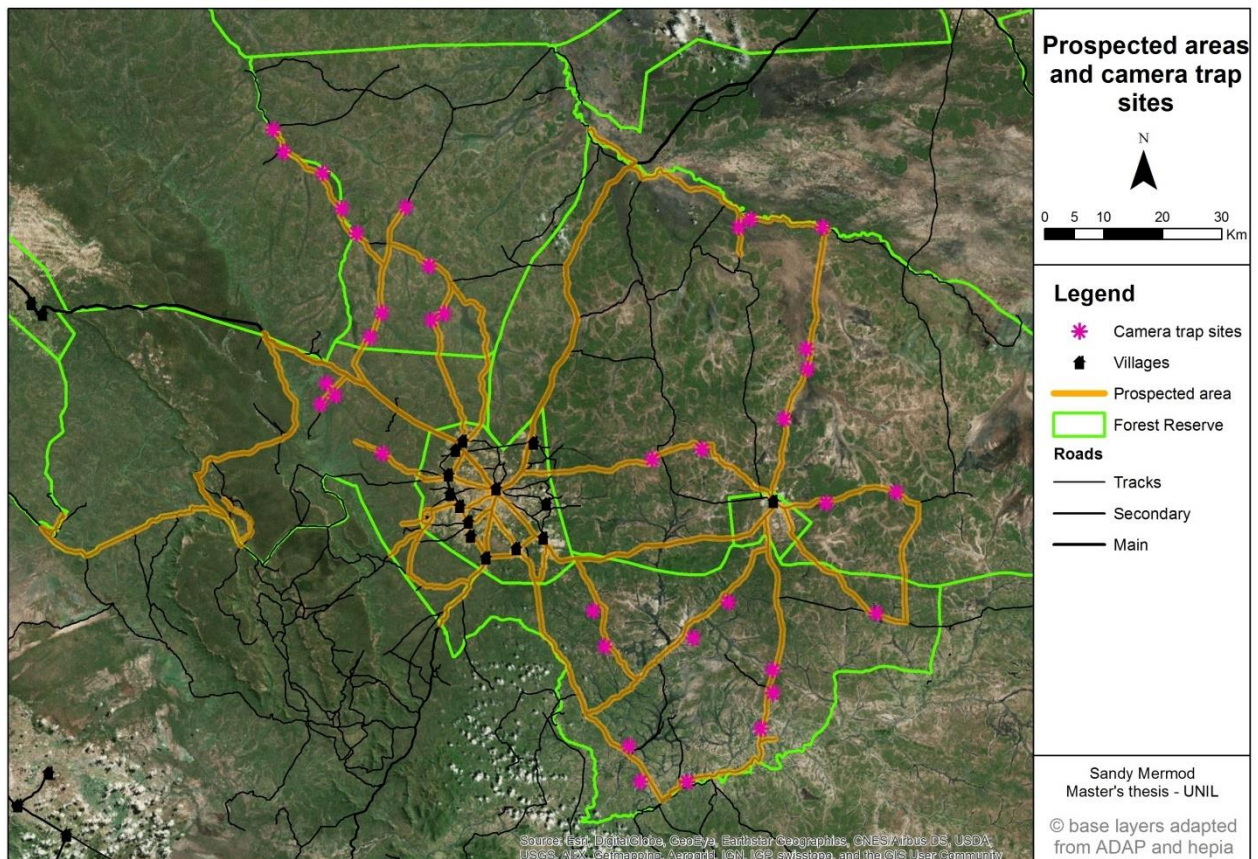 Prospected areas
and camera trap
sites
N
0 5 10 20 30
Km
Legend
Camera trap sites
Villages
Prospected area
Forest Reserve
Roads
Tracks
Secondary
Main
Sandy Mermod
Master's thesis - UNIL
© base layers adapted
from ADAP and hepia
Source: Esri, DigitalGlobe, GeoEye, Earthstar Geographics, CNES/Airbus DS, USDA,
USGS, AEX, Getmapping, Aerogrid, IGN, IGP, swisstopo, and the GIS User Community